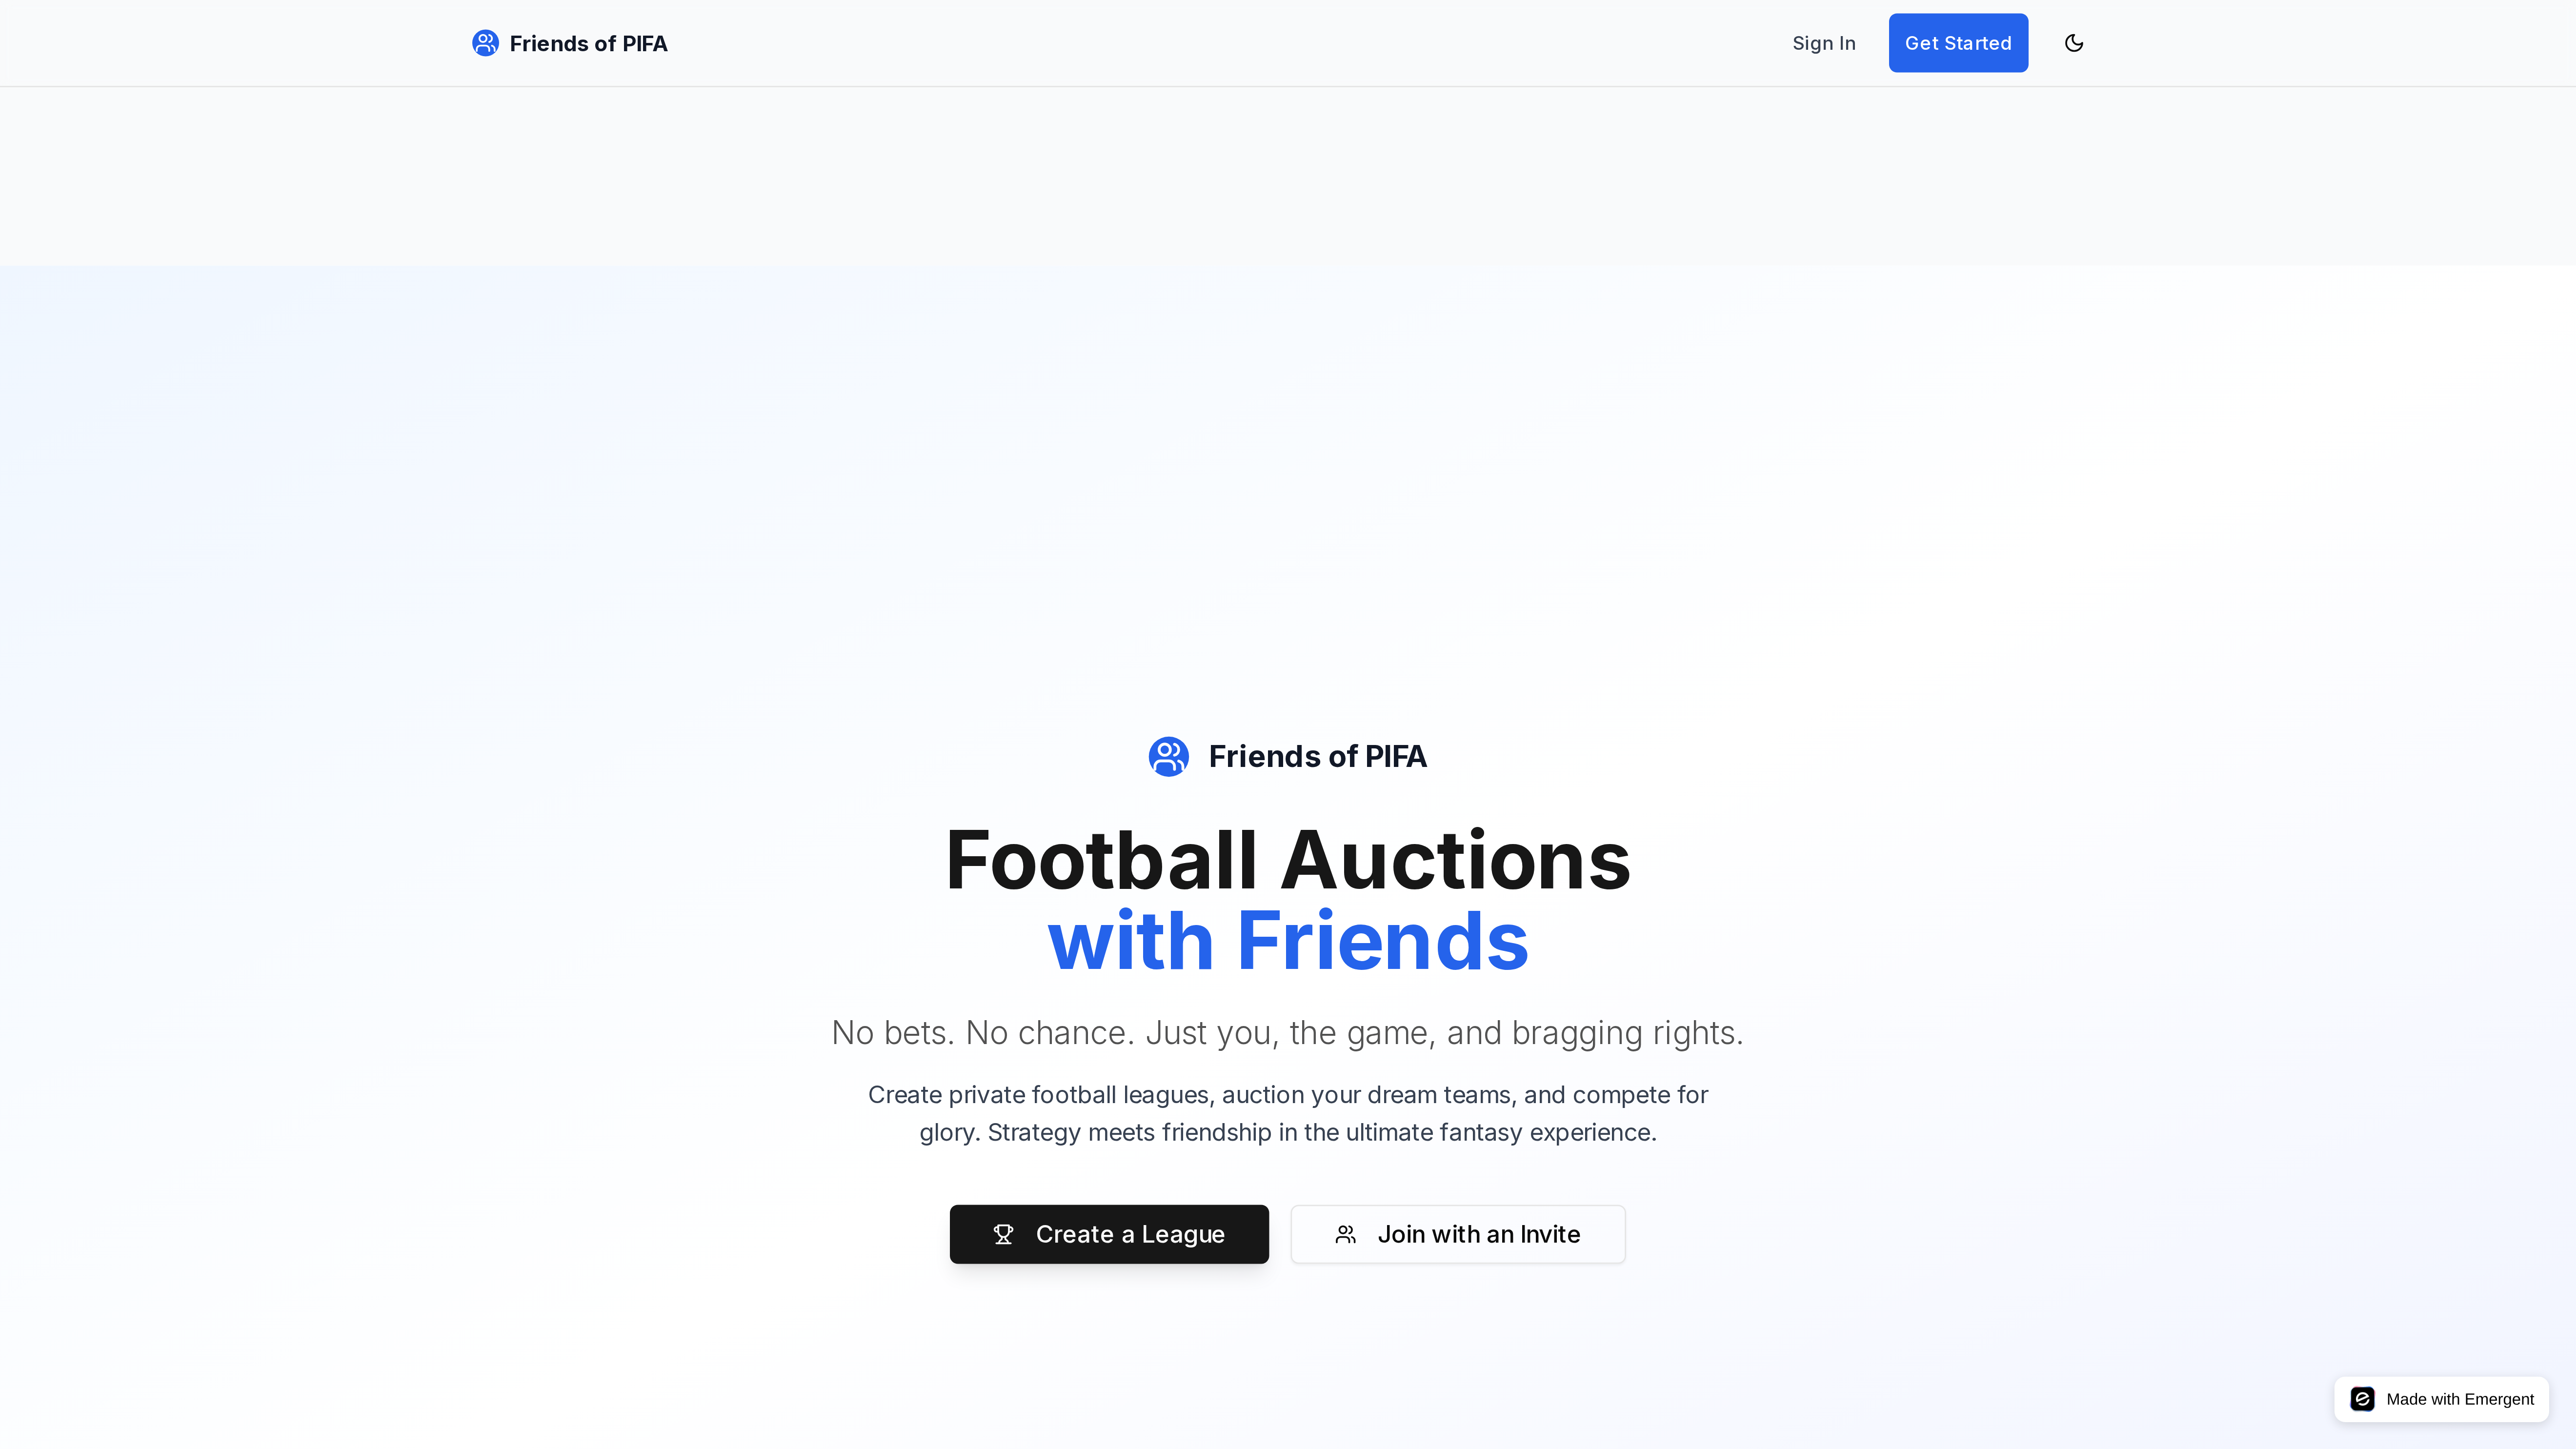 Friends of PIFA
Sign In
Get Started
Friends of PIFA
Football Auctions
with Friends
No bets. No chance. Just you, the game, and bragging rights.
Create private football leagues, auction your dream teams, and compete for
glory. Strategy meets friendship in the ultimate fantasy experience.
Create a League
Join with an Invite
Made with Emergent